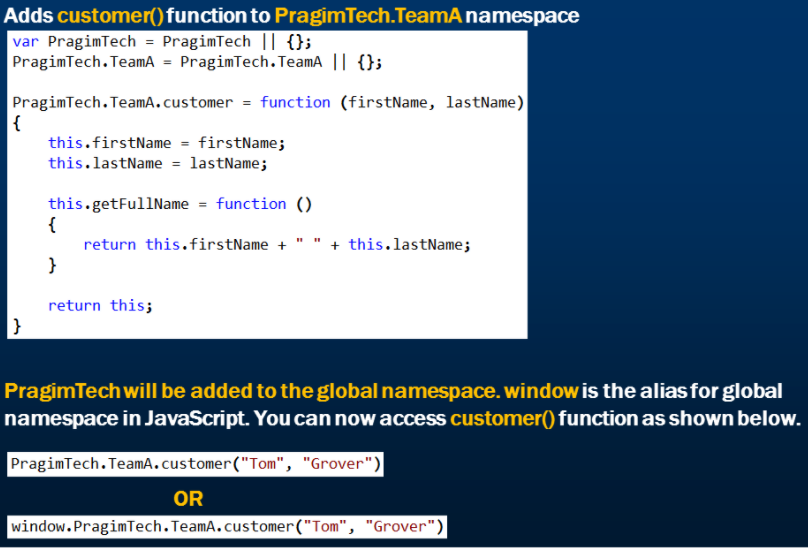 Adds customer() function to PragimTech.TeamA namespace
var PragimTech = PragimTech || {};
PragimTech.TeamA = PragimTech.TeamA || {};
PragimTech.TeamA.customer = function (firstName, lastName)
{
    this.firstName = firstName;
    this.lastName = lastName;
    this.getFullName = function ()
    {
        return this.firstName + " " + this.lastName;
    }
    return this;
}
PragimTech will be added to the global namespace. window is the alias for global
namespace in JavaScript. You can now access customer() function as shown below.
PragimTech.TeamA.customer("Tom", "Grover")
OR
window.PragimTech.TeamA.customer("Tom", "Grover")